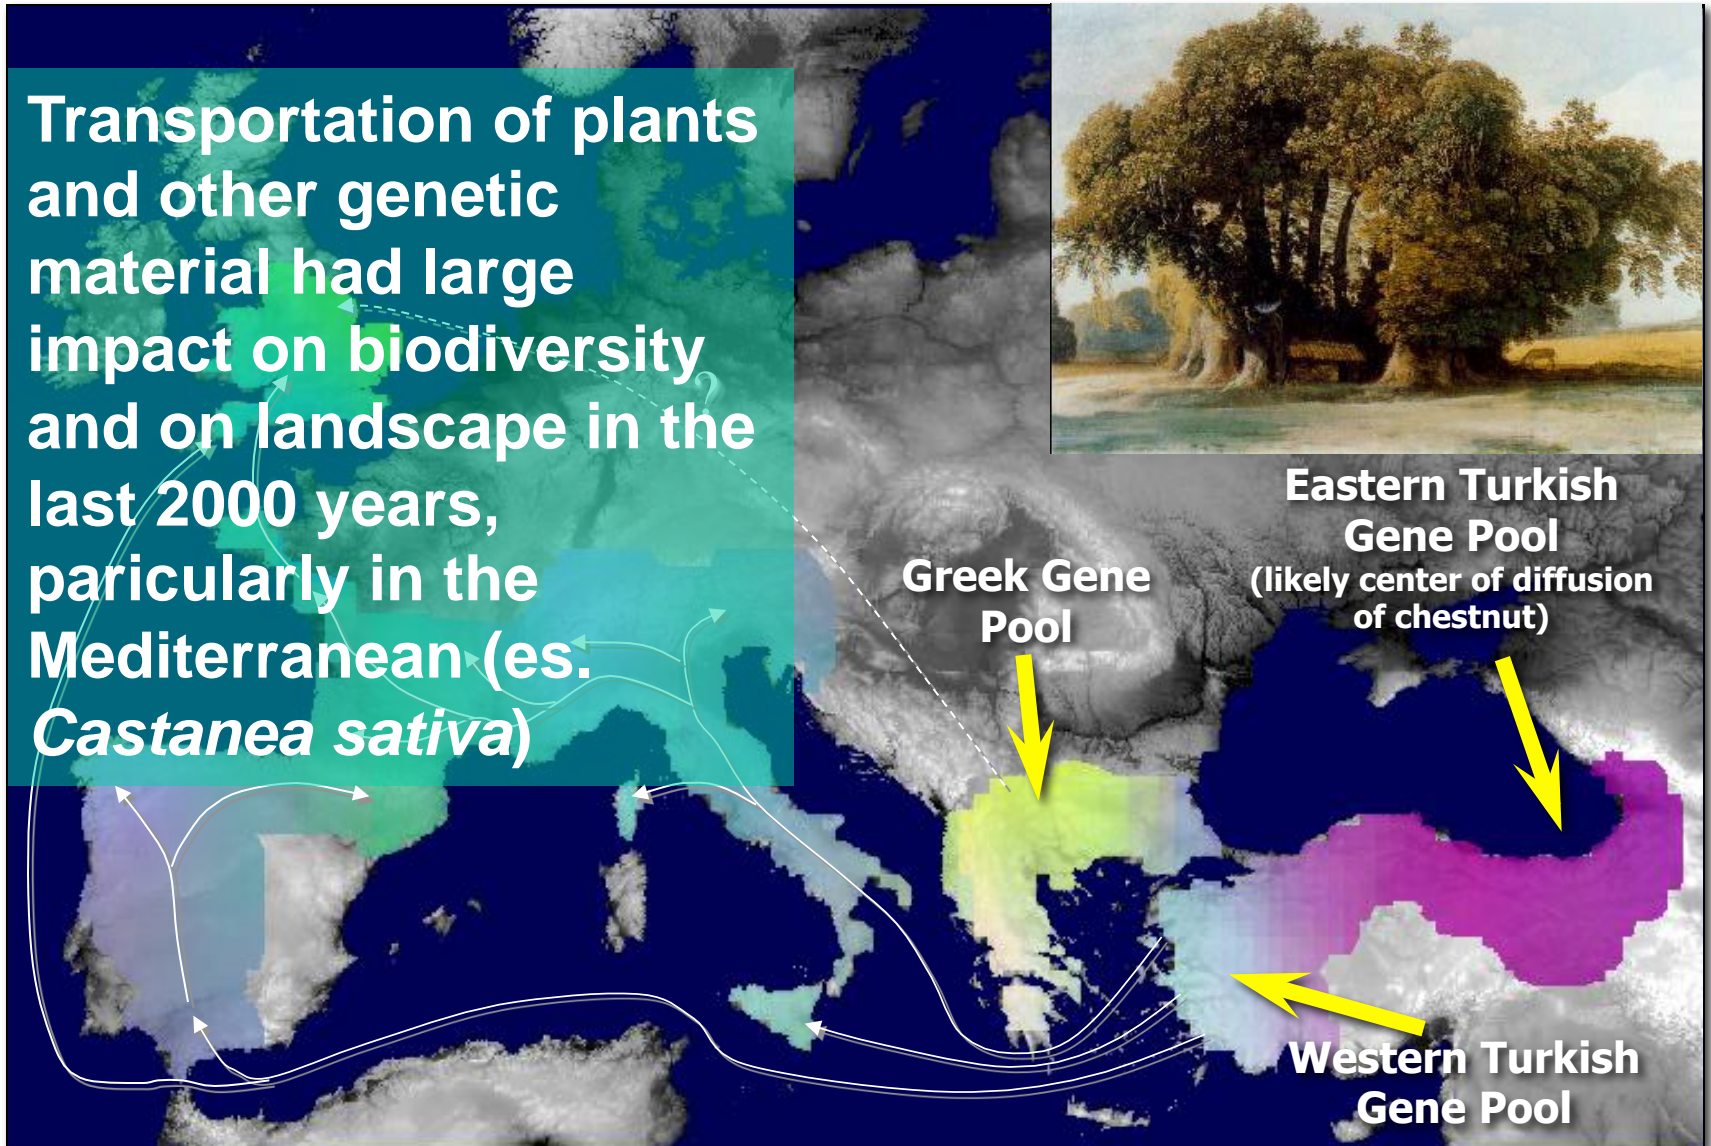 Transportation of plants
and other genetic
material had large
impact on biodiversity
and on landscape in the
last 2000 years,
paricularly in the
Mediterranean (es.
Castanea sativa)
?
Eastern Turkish
Gene Pool
(likely center of diffusion
of chestnut)
Greek Gene
Pool
Western Turkish
Gene Pool